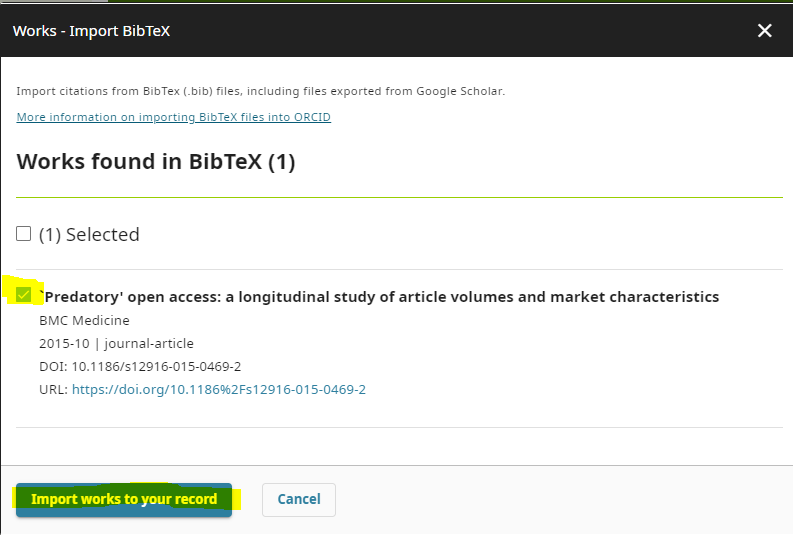 Works - Import BibTeX
Import citations from BibTex (.bib) files, including files exported from Google Scholar.
More information on importing BibTeX files into ORCID
Works found in BibTeX (1)
(1) Selected
`Predatory' open access: a longitudinal study of article volumes and market characteristics
BMC Medicine
2015-10 | journal-article
DOI: 10.1186/s12916-015-0469-2
URL: https://doi.org/10.1186%2Fs12916-015-0469-2
Import works to your record
Cancel